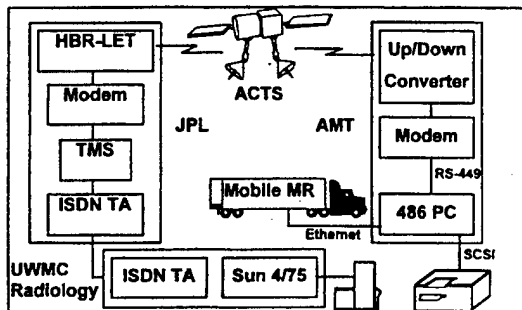 HBR-LET
Modem
TMS
ISDN TA
JPL
ACTS
AMT
Up/Down
Converter
Modem
RS-449
486 PC
Mobile MR
Ethernet
SCSI
UWMC
Radiology
ISDN TA
Sun 4/75